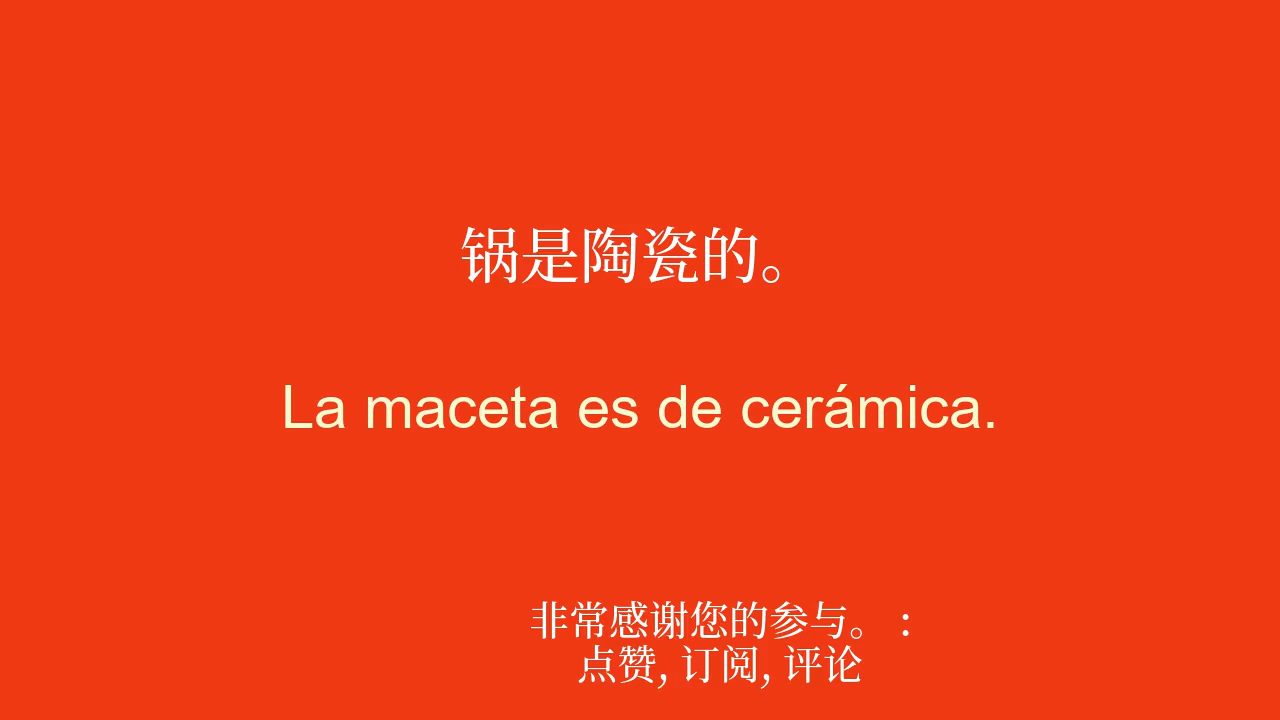 锅是陶瓷的。
La maceta es de cerámica.
非常感谢您的参与。 :
点赞, 订阅, 评论